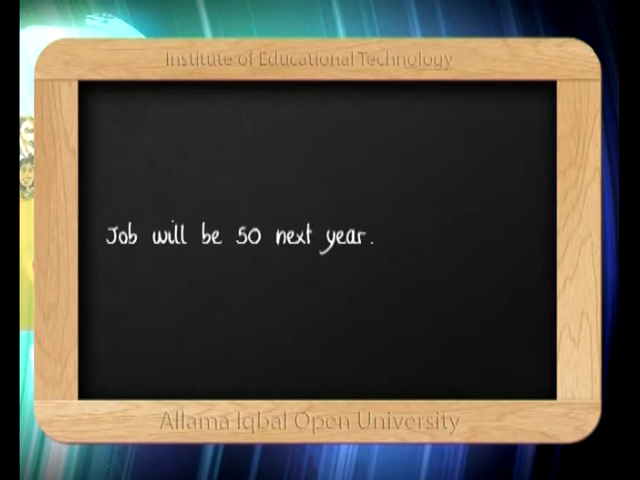 Institute of Educational Technology
Job will be 50 next year.
Allama Iqbal Open University